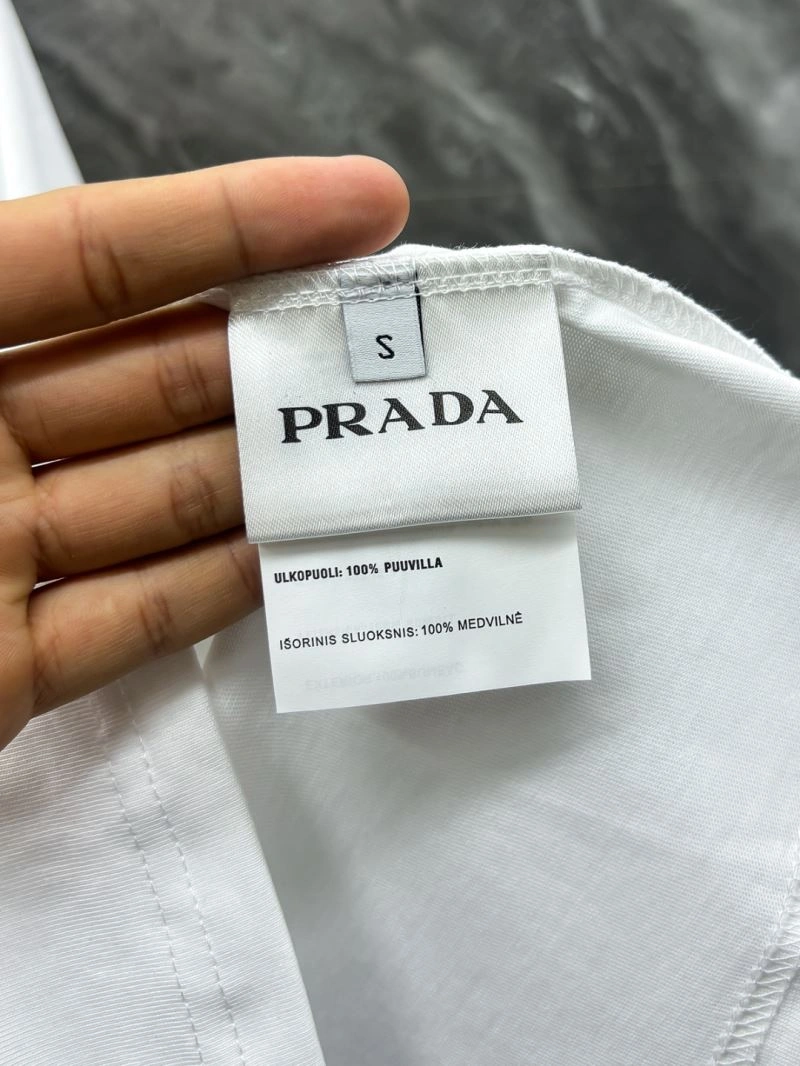 S
PRADA
ULKOPUOLI: 100% PUUVILLA
IŠORINIS SLUOKSNIS: 100% MEDVILNĖ